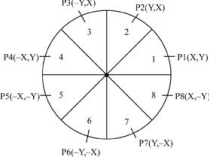 P3(–Y,X)
P2(Y,X)
3
2
P4(–X,Y)
4
1
P1(X,Y)
P5(–X,–Y)
5
8
P8(X,–Y)
6
7
P7(Y,–X)
P6(–Y,–X)